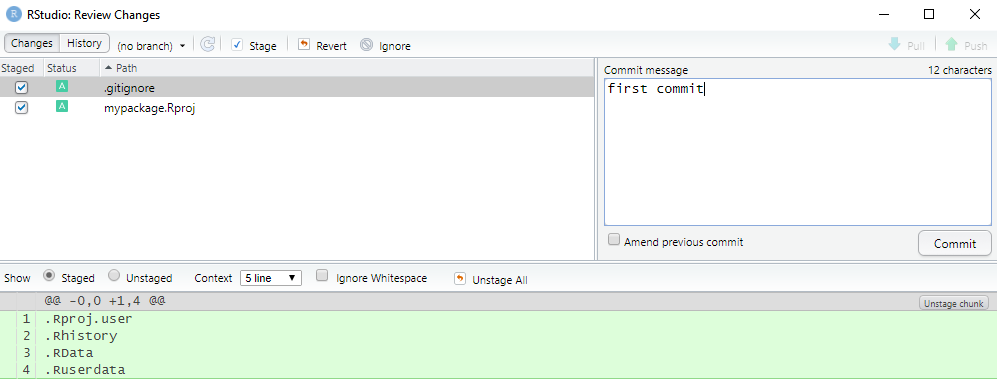 RStudio: Review Changes
Changes History (no branch) Stage Revert Ignore Pull Push
Staged Status Path
A .gitignore
A mypackage.Rproj
Commit message 12 characters
first commit
Amend previous commit Commit
Show Staged Unstaged Context 5 line Ignore Whitespace Unstage All
@@ -0,0 +1,4 @@ Unstage chunk
1 .Rproj.user
2 .Rhistory
3 .RData
4 .Ruserdata